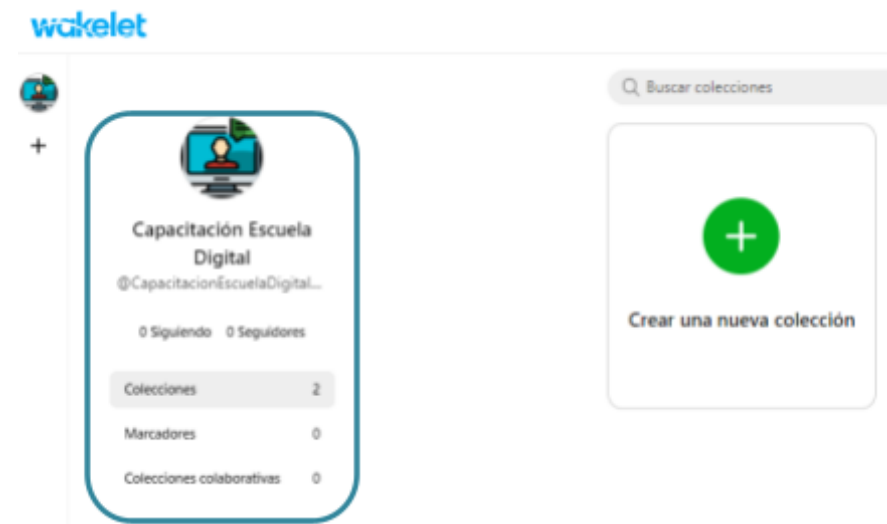 wakelet
Buscar colecciones
Capacitación Escuela
Digital
@CapacitacionEscuelaDigital...
0 Siguiendo 0 Seguidores
Colecciones 2
Marcadores 0
Colecciones colaborativas 0
Crear una nueva colección